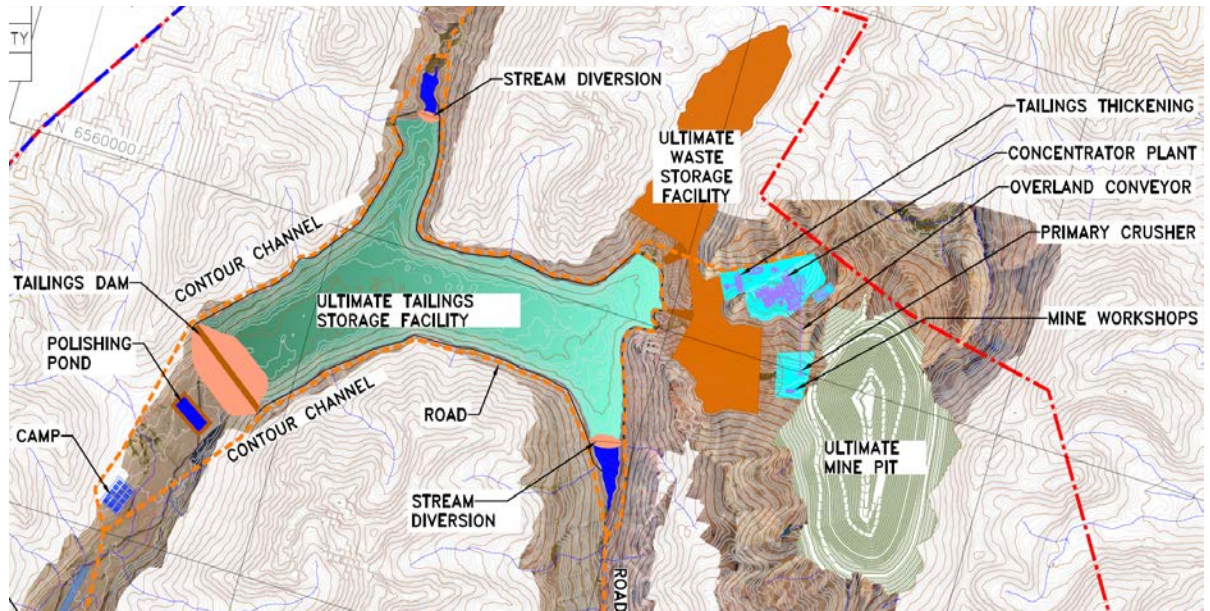 TY
N 6560000
STREAM DIVERSION
TAILINGS THICKENING
ULTIMATE
WASTE
STORAGE
FACILITY
CONCENTRATOR PLANT
OVERLAND CONVEYOR
PRIMARY CRUSHER
CONTOUR CHANNEL
TAILINGS DAM
ULTIMATE TAILINGS
STORAGE FACILITY
MINE WORKSHOPS
POLISHING
POND
ROAD
CONTOUR CHANNEL
CAMP
ULTIMATE
MINE PIT
STREAM
DIVERSION
ROAD